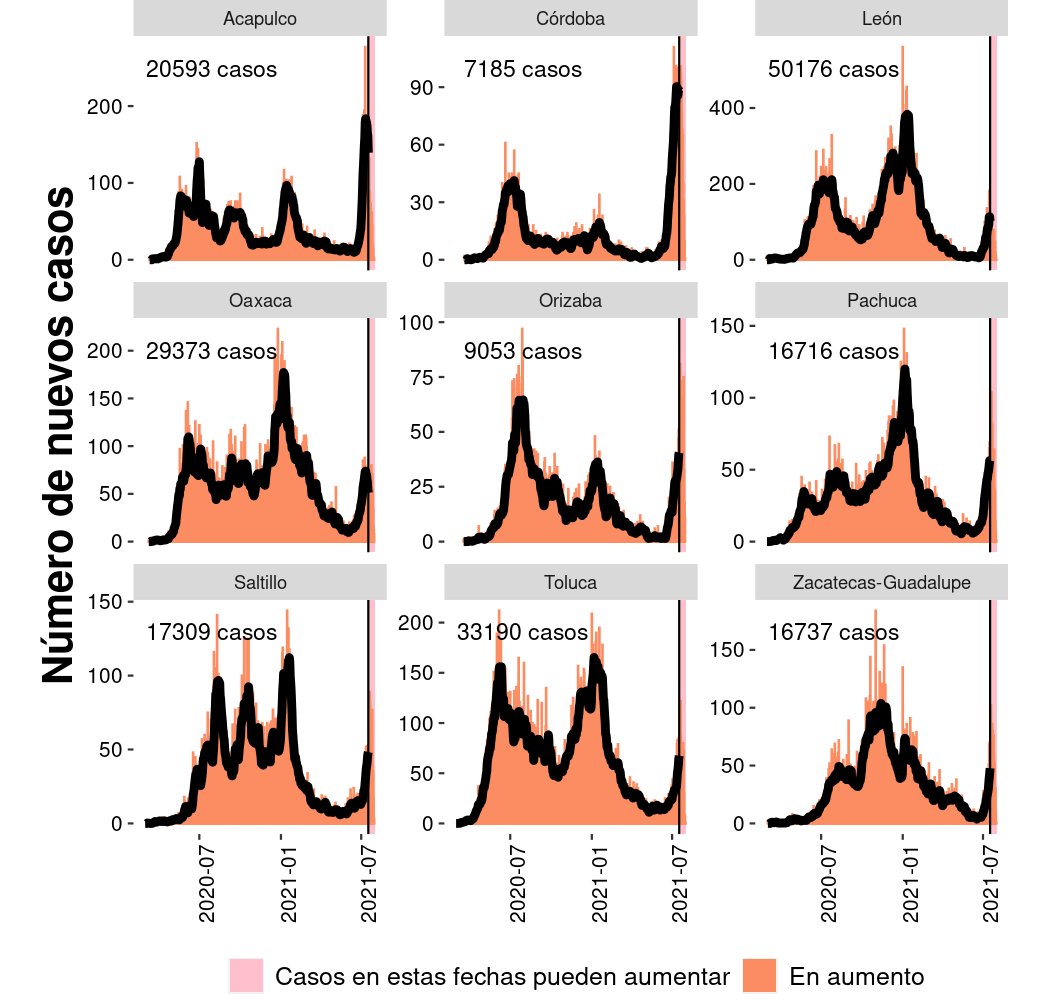 Número de nuevos casos
Acapulco
20593 casos
200
100
0
Córdoba
7185 casos
90
60
30
0
León
50176 casos
400
200
0
Oaxaca
29373 casos
200
150
100
50
0
Orizaba
9053 casos
100
75
50
25
0
Pachuca
16716 casos
150
100
50
0
Saltillo
17309 casos
150
100
50
0
2020-07
2021-01
2021-07
Toluca
33190 casos
200
150
100
50
0
2020-07
2021-01
2021-07
Zacatecas-Guadalupe
16737 casos
150
100
50
0
2020-07
2021-01
2021-07
Casos en estas fechas pueden aumentar
En aumento